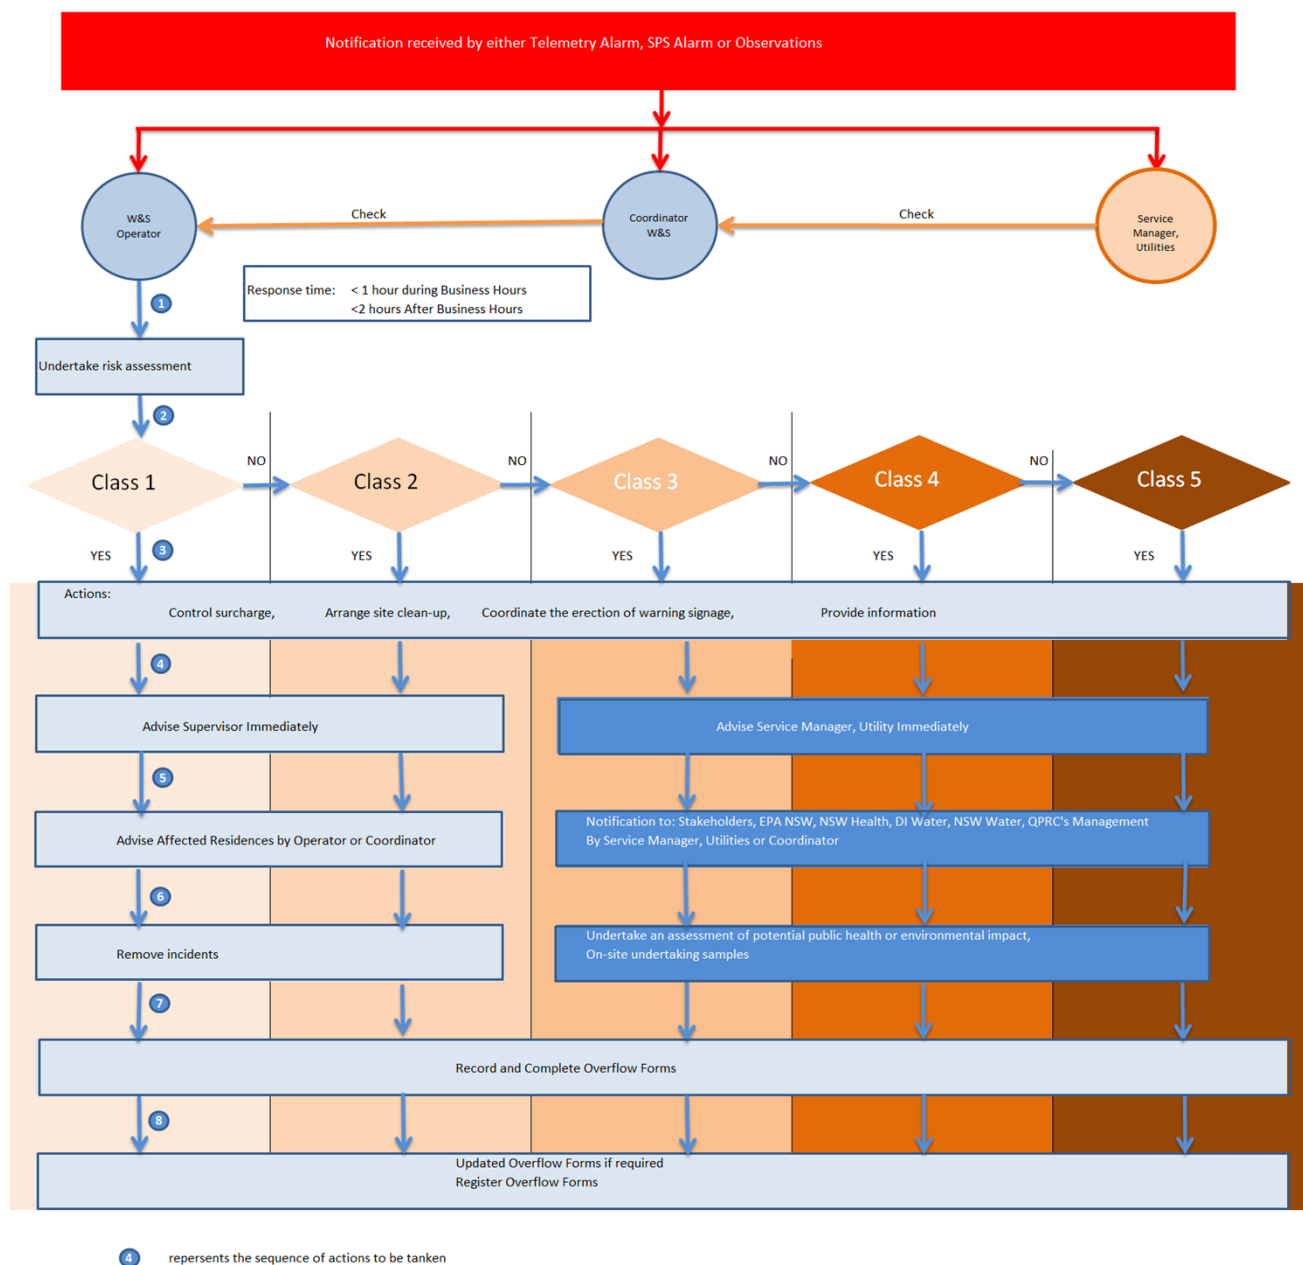 Notification received by either Telemetry Alarm, SPS Alarm or Observations
W&S
Operator
Check
Coordinator
W&S
Check
Service
Manager,
Utilities
Response time: < 1 hour during Business Hours
<2 hours After Business Hours
1
Undertake risk assessment
2
Class 1
NO
Class 2
NO
Class 3
NO
Class 4
NO
Class 5
YES
3
YES
YES
YES
YES
Actions:
Control surcharge, Arrange site clean-up, Coordinate the erection of warning signage, Provide information
4
Advise Supervisor Immediately
Advise Service Manager, Utility Immediately
5
Advise Affected Residences by Operator or Coordinator
Notification to: Stakeholders, EPA NSW, NSW Health, DI Water, NSW Water, QPRC's Management
By Service Manager, Utilities or Coordinator
6
Remove incidents
Undertake an assessment of potential public health or environmental impact,
On-site undertaking samples
7
Record and Complete Overflow Forms
8
Updated Overflow Forms if required
Register Overflow Forms
4 repersents the sequence of actions to be tanken